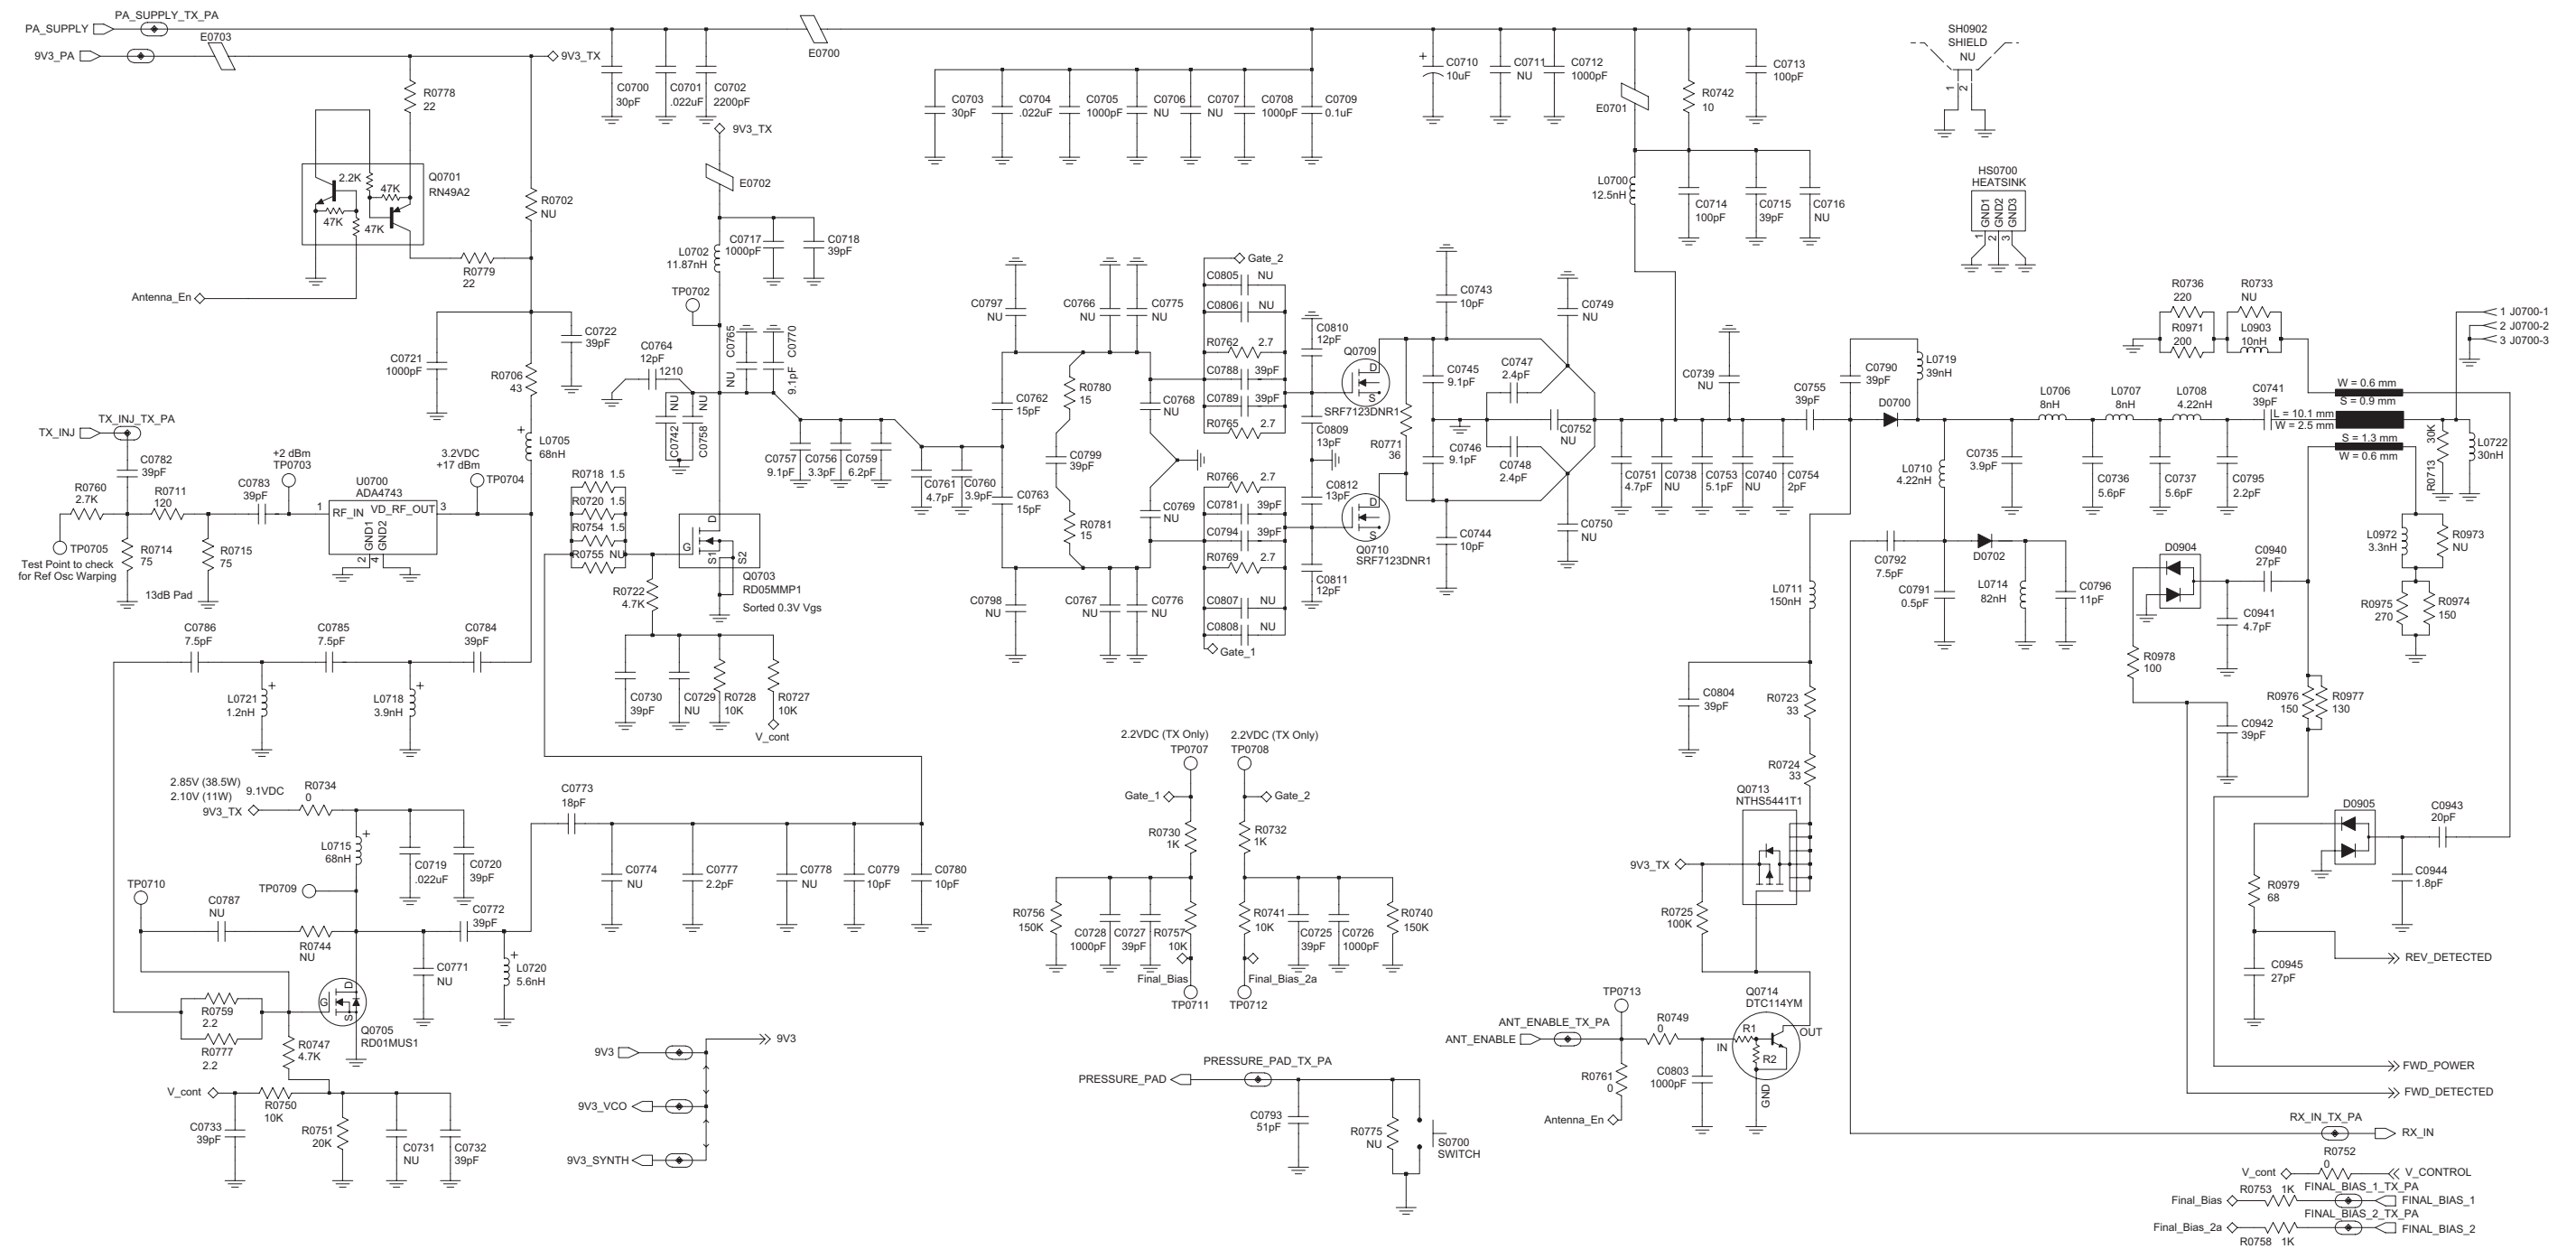 PA_SUPPLY
PA_SUPPLY_TX_PA
E0703
9V3_PA
9V3_TX
E0700
C0700
30pF
C0701
.022uF
C0702
2200pF
C0703
30pF
C0704
.022uF
C0705
1000pF
C0706
NU
C0707
NU
C0708
1000pF
C0709
0.1uF
+
C0710
10uF
C0711
NU
C0712
1000pF
E0701
R0742
10
C0713
100pF
SH0902
SHIELD
NU
1
2
R0778
22
Q0701
RN49A2
2.2K
47K
47K
47K
R0779
22
Antenna_En
R0702
NU
9V3_TX
E0702
C0717
1000pF
C0718
39pF
L0702
11.87nH
TP0702
L0700
12.5nH
C0714
100pF
C0715
39pF
C0716
NU
HS0700
HEATSINK
GND1
GND2
GND3
1
2
3
C0721
1000pF
C0722
39pF
R0706
43
+
L0705
68nH
C0764
12pF
1210
C0765
NU
C0770
9.1pF
C0742
NU
C0758
NU
C0757
9.1pF
C0756
3.3pF
C0759
6.2pF
C0761
4.7pF
C0760
3.9pF
C0797
NU
C0766
NU
C0775
NU
C0762
15pF
C0763
15pF
R0780
15
C0799
39pF
R0781
15
C0768
NU
C0769
NU
C0798
NU
C0767
NU
C0776
NU
Gate_2
C0805
NU
C0806
NU
R0762
2.7
C0788
39pF
C0789
39pF
R0765
2.7
R0766
2.7
C0781
39pF
C0794
39pF
R0769
2.7
C0807
NU
C0808
NU
Gate_1
C0810
12pF
C0809
13pF
C0812
13pF
C0811
12pF
Q0709
D
S
SRF7123DNR1
D
S
Q0710
SRF7123DNR1
R0771
36
C0743
10pF
C0745
9.1pF
C0746
9.1pF
C0744
10pF
C0747
2.4pF
C0748
2.4pF
C0752
NU
C0749
NU
C0750
NU
C0751
4.7pF
C0738
NU
C0753
5.1pF
C0740
NU
C0754
2pF
C0739
NU
C0755
39pF
C0790
39pF
D0700
L0719
39nH
L0710
4.22nH
L0706
8nH
L0707
8nH
L0708
4.22nH
C0741
39pF
C0735
3.9pF
C0736
5.6pF
C0737
5.6pF
C0795
2.2pF
R0736
220
R0971
200
R0733
NU
L0903
10nH
W = 0.6 mm
S = 0.9 mm
L = 10.1 mm
W = 2.5 mm
S = 1.3 mm
W = 0.6 mm
1 J0700-1
2 J0700-2
3 J0700-3
R0713
30K
L0722
30nH
TX_INJ
TX_INJ_TX_PA
C0782
39pF
R0760
2.7K
R0711
120
C0783
39pF
+2 dBm
TP0703
U0700
ADA4743
1
RF_IN
VD_RF_OUT
3
GND1
GND2
2
4
3.2VDC
+17 dBm
TP0704
TP0705
Test Point to check
for Ref Osc Warping
R0714
75
R0715
75
13dB Pad
R0718 1.5
R0720 1.5
R0754 1.5
R0755 NU
R0722
4.7K
D
G
S1
S2
Q0703
RD05MMP1
Sorted 0.3V Vgs
C0730
39pF
C0729
NU
R0728
10K
R0727
10K
V_cont
C0786
7.5pF
C0785
7.5pF
C0784
39pF
+
L0721
1.2nH
+
L0718
3.9nH
C0792
7.5pF
C0791
0.5pF
D0702
L0714
82nH
C0796
11pF
L0711
150nH
D0904
C0940
27pF
C0941
4.7pF
R0978
100
C0942
39pF
R0976
150
R0977
130
L0972
3.3nH
R0973
NU
R0975
270
R0974
150
C0804
39pF
R0723
33
R0724
33
Q0713
NTHS5441T1
9V3_TX
R0725
100K
2.85V (38.5W)
2.10V (11W)
9.1VDC
9V3_TX
R0734
0
+
L0715
68nH
C0719
.022uF
C0720
39pF
TP0710
TP0709
C0787
NU
R0744
NU
C0772
39pF
C0771
NU
+
L0720
5.6nH
C0773
18pF
C0774
NU
C0777
2.2pF
C0778
NU
C0779
10pF
C0780
10pF
R0759
2.2
R0777
2.2
G
D
S
Q0705
RD01MUS1
R0747
4.7K
V_cont
R0750
10K
C0733
39pF
R0751
20K
C0731
NU
C0732
39pF
2.2VDC (TX Only)
TP0707
2.2VDC (TX Only)
TP0708
Gate_1
Gate_2
R0730
1K
R0732
1K
R0756
150K
C0728
1000pF
C0727
39pF
R0757
10K
R0741
10K
C0725
39pF
C0726
1000pF
R0740
150K
Final_Bias
TP0711
Final_Bias_2a
TP0712
D0905
C0943
20pF
C0944
1.8pF
R0979
68
C0945
27pF
REV_DETECTED
9V3
9V3
9V3_VCO
9V3_SYNTH
PRESSURE_PAD
PRESSURE_PAD_TX_PA
C0793
51pF
R0775
NU
S0700
SWITCH
ANT_ENABLE
ANT_ENABLE_TX_PA
TP0713
R0749
0
R0761
0
Antenna_En
C0803
1000pF
Q0714
DTC114YM
R1
R2
IN
OUT
GND
FWD_POWER
FWD_DETECTED
RX_IN_TX_PA
RX_IN
R0752
0
V_cont
V_CONTROL
Final_Bias
R0753 1K
FINAL_BIAS_1_TX_PA
FINAL_BIAS_1
Final_Bias_2a
R0758 1K
FINAL_BIAS_2_TX_PA
FINAL_BIAS_2